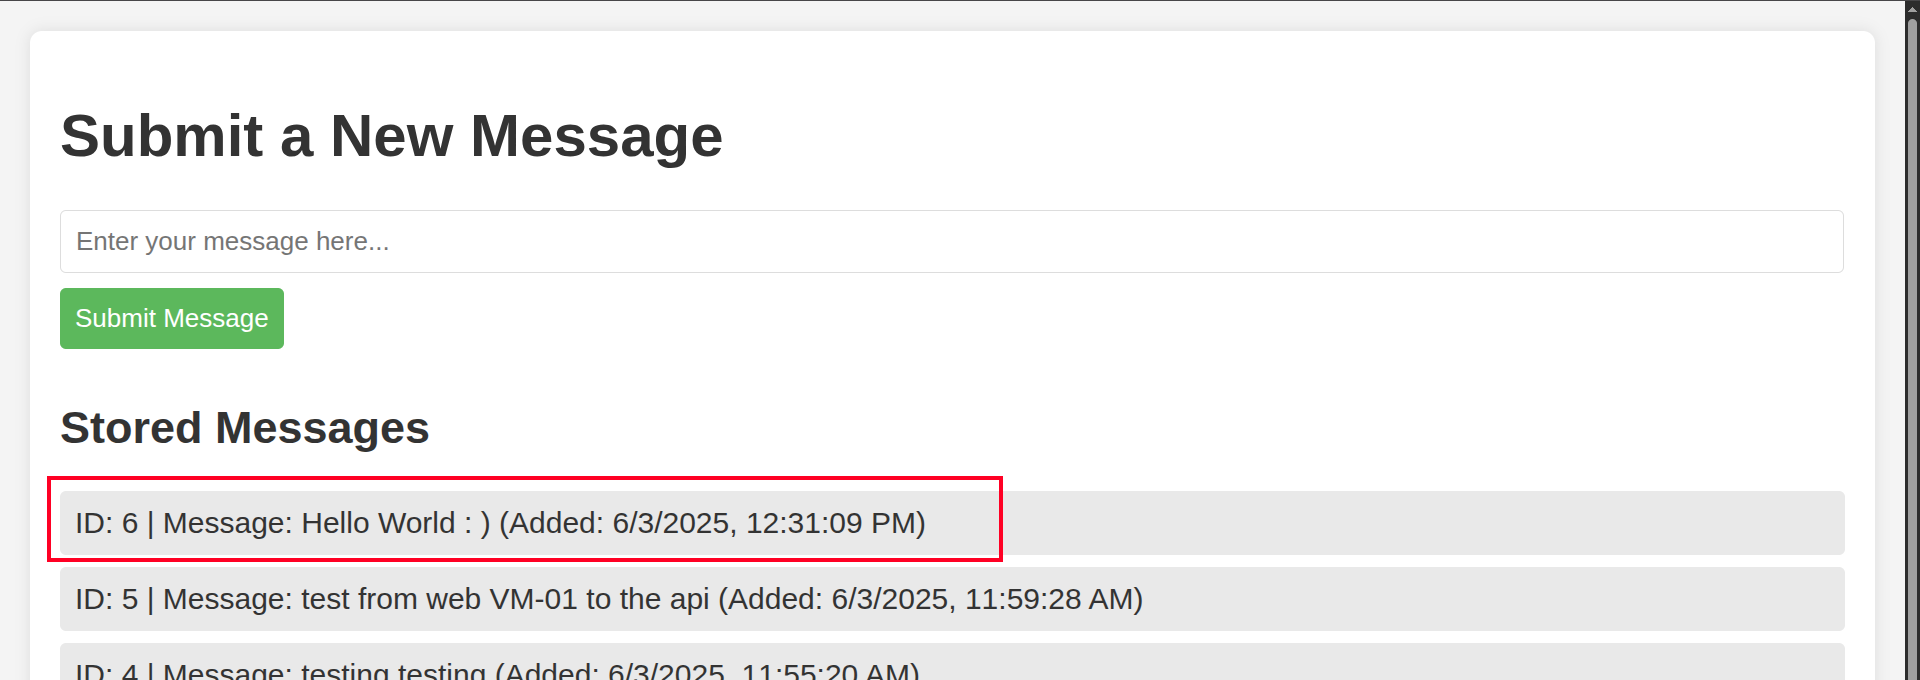 Submit a New Message
Enter your message here...
Submit Message
Stored Messages
ID: 6 | Message: Hello World : ) (Added: 6/3/2025, 12:31:09 PM)
ID: 5 | Message: test from web VM-01 to the api (Added: 6/3/2025, 11:59:28 AM)
ID: 4 | Message: testing testing (Added: 6/3/2025, 11:55:20 AM)